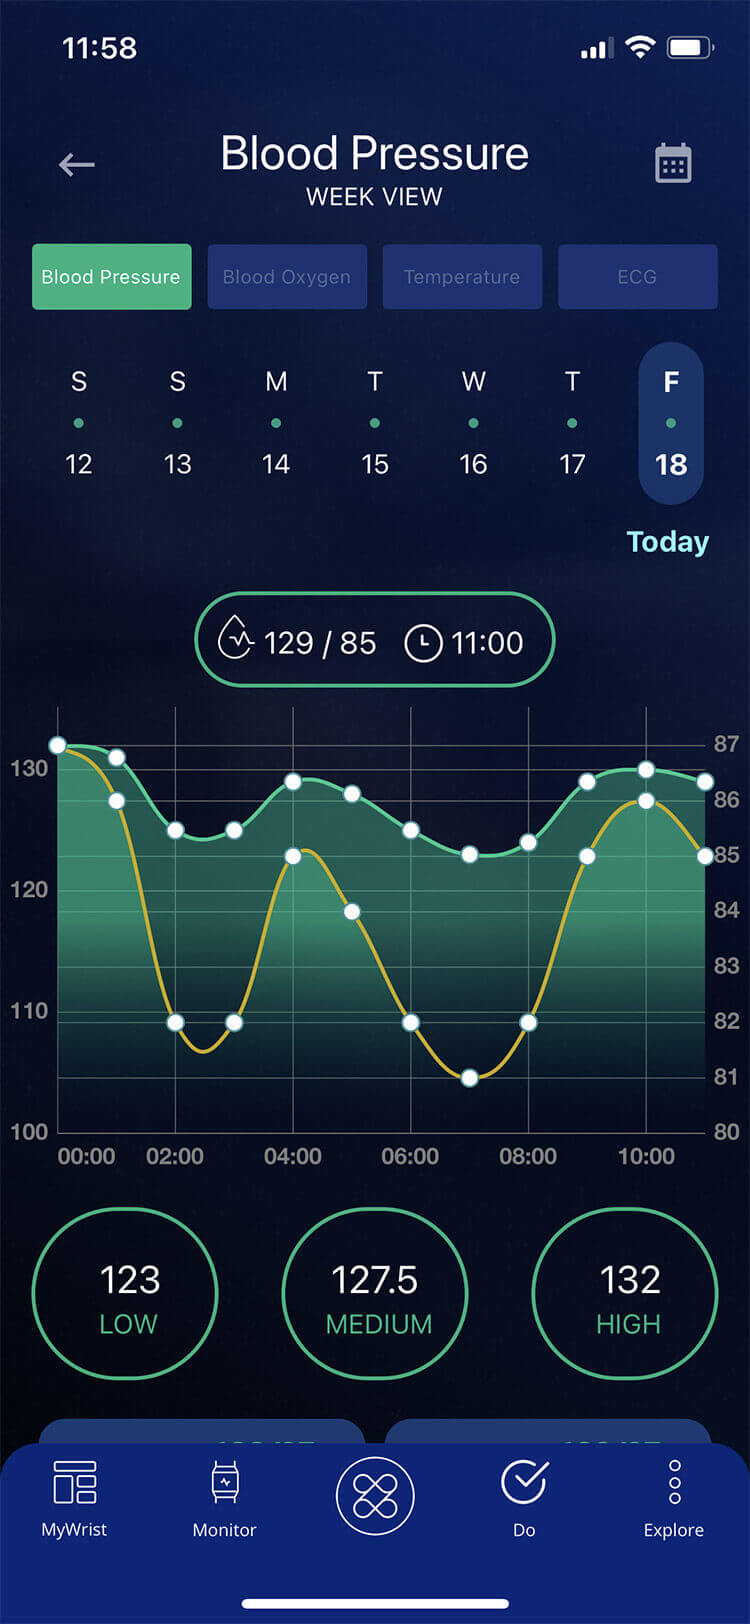 11:58
Blood Pressure
WEEK VIEW
Blood Pressure Blood Oxygen Temperature ECG
S S M T W T F
12 13 14 15 16 17 18
Today
129 / 85 11:00
87
130
86
85
120
84
83
110
82
81
100 80
00:00 02:00 04:00 06:00 08:00 10:00
123 127.5 132
LOW MEDIUM HIGH
MyWrist Monitor Do Explore